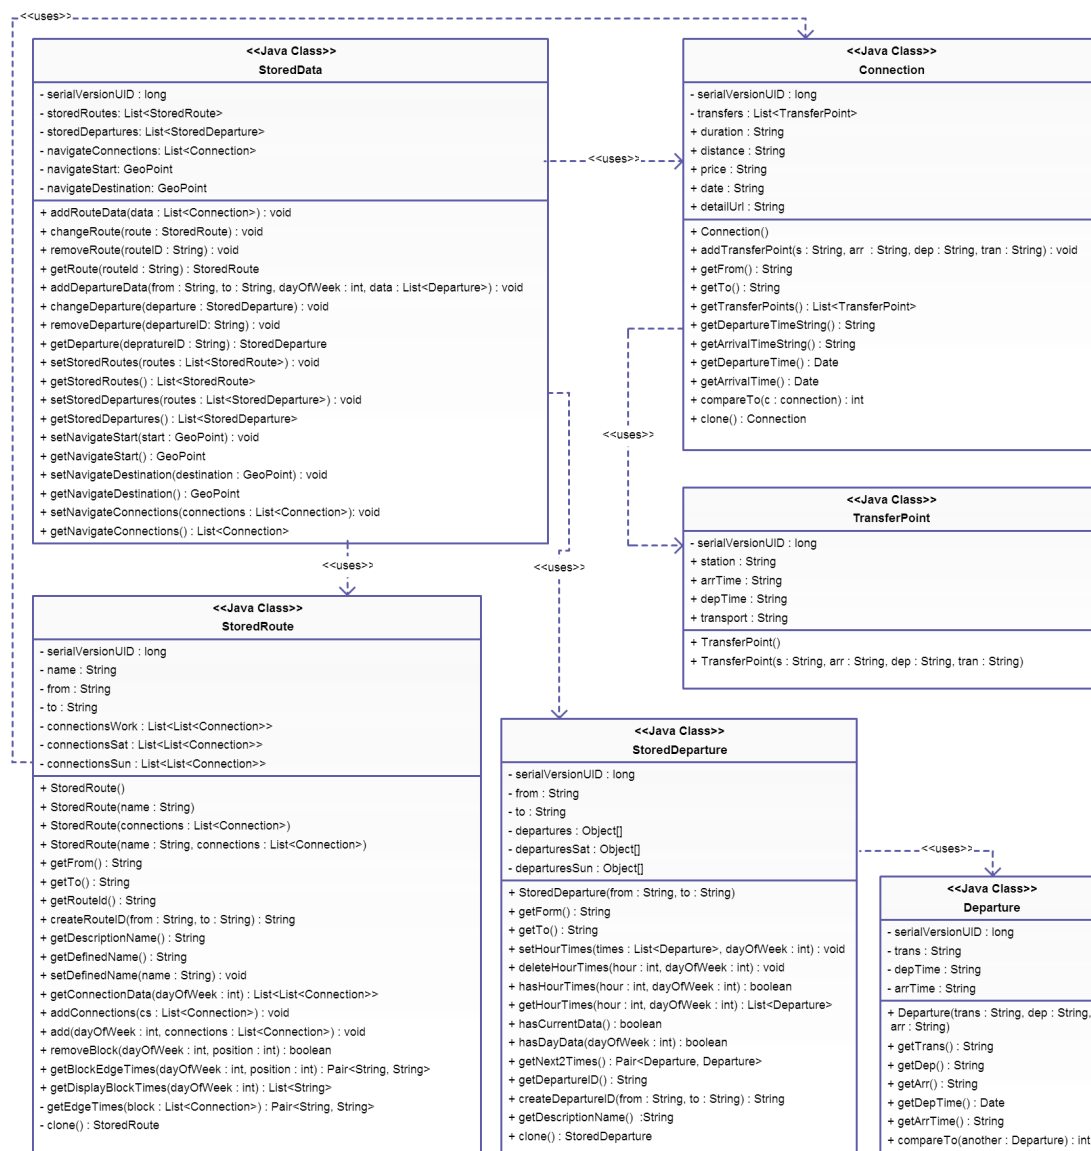 <<uses>>
<<Java Class>>
StoredData
- serialVersionUID : long
- storedRoutes: List<StoredRoute>
- storedDepartures: List<StoredDeparture>
- navigateConnections: List<Connection>
- navigateStart: GeoPoint
- navigateDestination: GeoPoint
+ addRouteData(data : List<Connection>) : void
+ changeRoute(route : StoredRoute) : void
+ removeRoute(routeID : String) : void
+ getRoute(routeId : String) : StoredRoute
+ addDepartureData(from : String, to : String, dayOfWeek : int, data : List<Departure>) : void
+ changeDeparture(departure : StoredDeparture) : void
+ removeDeparture(departureID: String) : void
+ getDeparture(depratureID : String) : StoredDeparture
+ setStoredRoutes(routes : List<StoredRoute>) : void
+ getStoredRoutes() : List<StoredRoute>
+ setStoredDepartures(routes : List<StoredDeparture>) : void
+ getStoredDepartures() : List<StoredDeparture>
+ setNavigateStart(start : GeoPoint) : void
+ getNavigateStart() : GeoPoint
+ setNavigateDestination(destination : GeoPoint) : void
+ getNavigateDestination() : GeoPoint
+ setNavigateConnections(connections : List<Connection>): void
+ getNavigateConnections() : List<Connection>
<<uses>>
<<Java Class>>
Connection
- serialVersionUID : long
- transfers : List<TransferPoint>
+ duration : String
+ distance : String
+ price : String
+ date : String
+ detailUrl : String
+ Connection()
+ addTransferPoint(s : String, arr : String, dep : String, tran : String) : void
+ getFrom() : String
+ getTo() : String
+ getTransferPoints() : List<TransferPoint>
+ getDepartureTimeString() : String
+ getArrivalTimeString() : String
+ getDepartureTime() : Date
+ getArrivalTime() : Date
+ compareTo(c : connection) : int
+ clone() : Connection
<<uses>>
<<Java Class>>
TransferPoint
- serialVersionUID : long
+ station : String
+ arrTime : String
+ depTime : String
+ transport : String
+ TransferPoint()
+ TransferPoint(s : String, arr : String, dep : String, tran : String)
<<uses>>
<<uses>>
<<Java Class>>
StoredRoute
- serialVersionUID : long
- name : String
- from : String
- to : String
- connectionsWork : List<List<Connection>>
- connectionsSat : List<List<Connection>>
- connectionsSun : List<List<Connection>>
+ StoredRoute()
+ StoredRoute(name : String)
+ StoredRoute(connections : List<Connection>)
+ StoredRoute(name : String, connections : List<Connection>)
+ getFrom() : String
+ getTo() : String
+ getRouteId() : String
+ createRouteID(from : String, to : String) : String
+ getDescriptionName() : String
+ getDefinedName() : String
+ setDefinedName(name : String) : void
+ getConnectionData(dayOfWeek : int) : List<List<Connection>>
+ addConnections(cs : List<Connection>) : void
+ add(dayOfWeek : int, connections : List<Connection>) : void
+ removeBlock(dayOfWeek : int, position : int) : boolean
+ getBlockEdgeTimes(dayOfWeek : int, position : int) : Pair<String, String>
+ getDisplayBlockTimes(dayOfWeek : int) : List<String>
- getEdgeTimes(block : List<Connection>) : Pair<String, String>
- clone() : StoredRoute
<<Java Class>>
StoredDeparture
- serialVersionUID : long
- from : String
- to : String
- departures : Object[]
- departuresSat : Object[]
- departuresSun : Object[]
+ StoredDeparture(from : String, to : String)
+ getForm() : String
+ getTo() : String
+ setHourTimes(times : List<Departure>, dayOfWeek : int) : void
+ deleteHourTimes(hour : int, dayOfWeek : int) : void
+ hasHourTimes(hour : int, dayOfWeek : int) : boolean
+ getHourTimes(hour : int, dayOfWeek : int) : List<Departure>
+ hasCurrentData() : boolean
+ hasDayData(dayOfWeek : int) : boolean
+ getNext2Times() : Pair<Departure, Departure>
+ getDepartureID() : String
+ createDepartureID(from : String, to : String) : String
+ getDescriptionName() :String
+ clone() : StoredDeparture
<<uses>>
<<Java Class>>
Departure
- serialVersionUID : long
- trans : String
- depTime : String
- arrTime : String
+ Departure(trans : String, dep : String,
arr : String)
+ getTrans() : String
+ getDep() : String
+ getArr() : String
+ getDepTime() : Date
+ getArrTime() : String
+ compareTo(another : Departure) : int